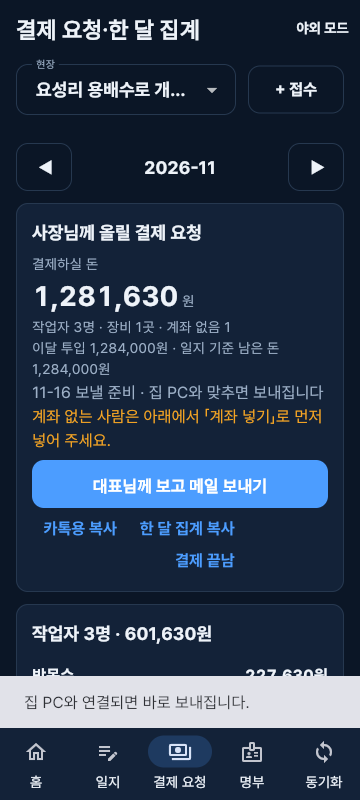 결제 요청·한 달 집계
야외 모드
현장
요성리 용배수로 개...
+ 접수
◀ 2026-11 ▶
사장님께 올릴 결제 요청
결제하실 돈
1,281,630 원
작업자 3명 · 장비 1곳 · 계좌 없음 1
이달 투입 1,284,000원 · 일지 기준 남은 돈
1,284,000원
11-16 보낼 준비 · 집 PC와 맞추면 보내집니다
계좌 없는 사람은 아래에서 「계좌 넣기」로 먼저
넣어 주세요.
대표님께 보고 메일 보내기
카톡용 복사 한 달 집계 복사
결제 끝남
작업자 3명 · 601,630원
227,630원
집 PC와 연결되면 바로 보내집니다.
홈 일지 결제 요청 명부 동기화